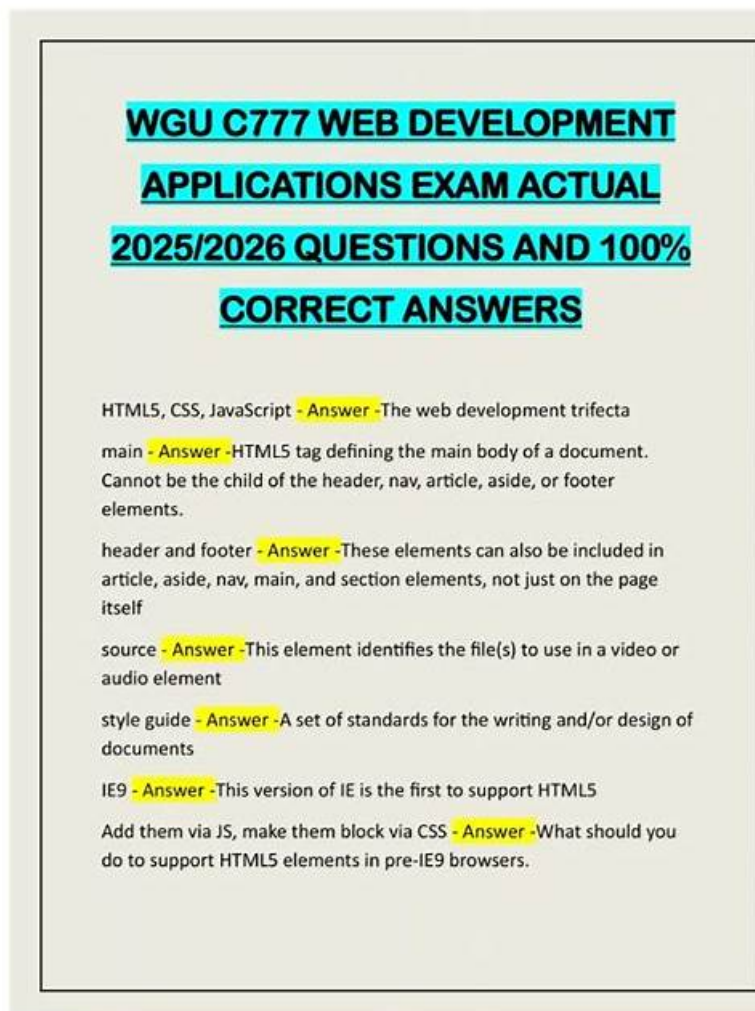 WGU C777 WEB DEVELOPMENT
APPLICATIONS EXAM ACTUAL
2025/2026 QUESTIONS AND 100%
CORRECT ANSWERS
HTML5, CSS, JavaScript - Answer -The web development trifecta
main - Answer -HTML5 tag defining the main body of a document.
Cannot be the child of the header, nav, article, aside, or footer
elements.
header and footer - Answer -These elements can also be included in
article, aside, nav, main, and section elements, not just on the page
itself
source - Answer -This element identifies the file(s) to use in a video or
audio element
style guide - Answer -A set of standards for the writing and/or design of
documents
IE9 - Answer -This version of IE is the first to support HTML5
Add them via JS, make them block via CSS - Answer -What should you
do to support HTML5 elements in pre-IE9 browsers.